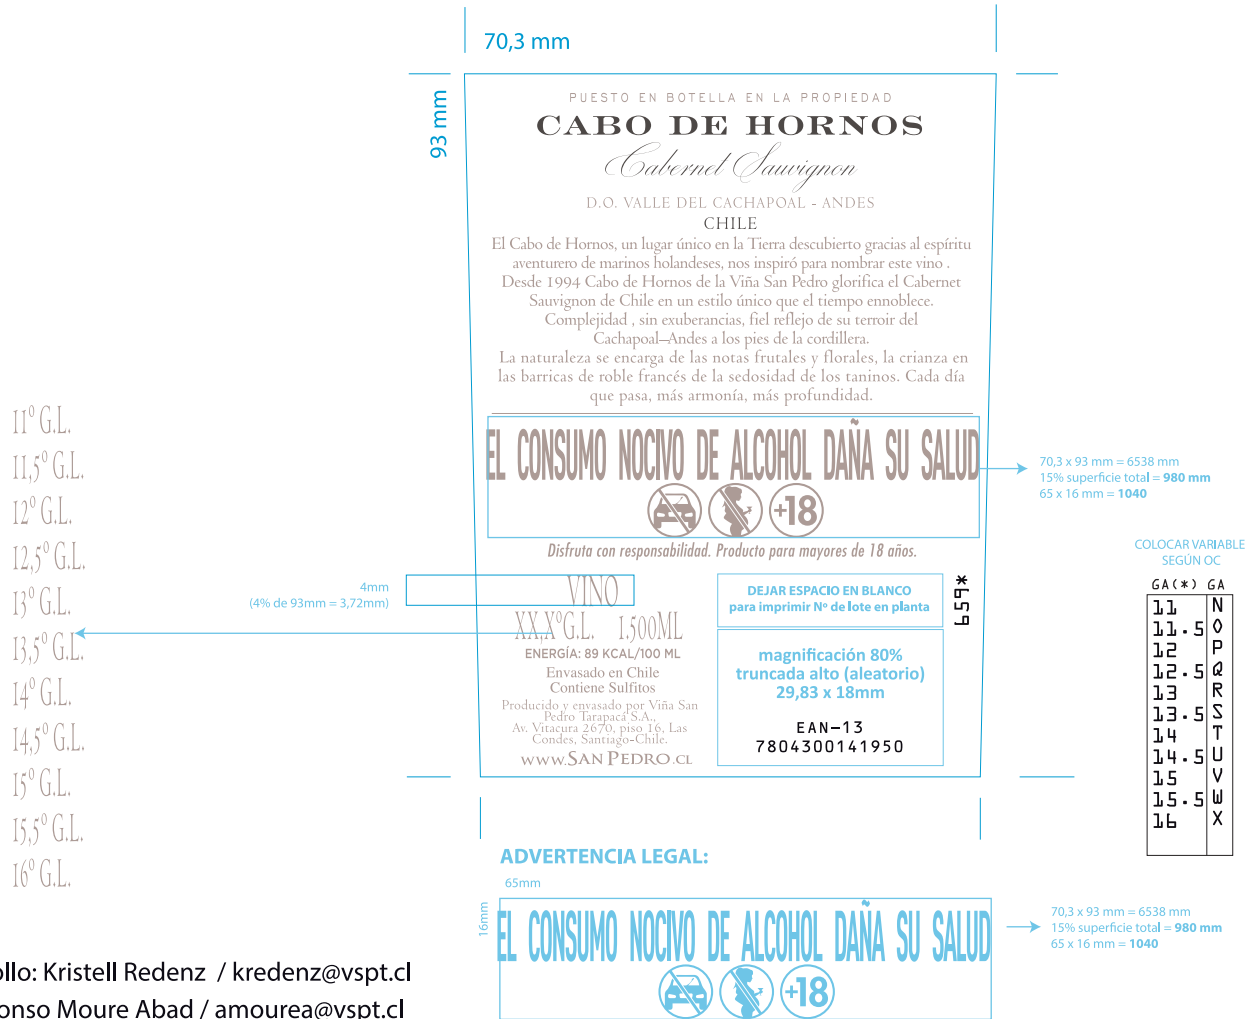 70,3 mm
93 mm
PUESTO EN BOTELLA EN LA PROPIEDAD
CABO DE HORNOS
Cabernet Sauvignon
D.O. VALLE DEL CACHAPOAL - ANDES
CHILE
El Cabo de Hornos, un lugar único en la Tierra descubierto gracias al espíritu
aventurero de marinos holandeses, nos inspiró para nombrar este vino .
Desde 1994 Cabo de Hornos de la Viña San Pedro glorifica el Cabernet
Sauvignon de Chile en un estilo único que el tiempo ennoblece.
Complejidad , sin exuberancias, fiel reflejo de su terroir del
Cachapoal–Andes a los pies de la cordillera.
La naturaleza se encarga de las notas frutales y florales, la crianza en
las barricas de roble francés de la sedosidad de los taninos. Cada día
que pasa, más armonía, más profundidad.
EL CONSUMO NOCIVO DE ALCOHOL DAÑA SU SALUD
+18
70,3 x 93 mm = 6538 mm
15% superficie total = 980 mm
65 x 16 mm = 1040
Disfruta con responsabilidad. Producto para mayores de 18 años.
4mm
(4% de 93mm = 3,72mm)
VINO
XX,X°G.L. 1.500ML
ENERGÍA: 89 KCAL/100 ML
Envasado en Chile
Contiene Sulfitos
Producido y envasado por Viña San
Pedro Tarapacá S.A.,
Av. Vitacura 2670, piso 16, Las
Condes, Santiago-Chile.
WWW.SAN PEDRO.CL
DEJAR ESPACIO EN BLANCO
para imprimir Nº de lote en planta
659*
magnificación 80%
truncada alto (aleatorio)
29,83 x 18mm
EAN-13
7804300141950
11° G.L.
11,5° G.L.
12° G.L.
12,5° G.L.
13° G.L.
13,5° G.L.
14° G.L.
14,5° G.L.
15° G.L.
15,5° G.L.
16° G.L.
COLOCAR VARIABLE
SEGÚN OC
GA(*) GA
11 N
11.5 O
12 P
12.5 Q
13 R
13.5 S
14 T
14.5 U
15 V
15.5 W
16 X
ADVERTENCIA LEGAL:
65mm
16mm
EL CONSUMO NOCIVO DE ALCOHOL DAÑA SU SALUD
+18
70,3 x 93 mm = 6538 mm
15% superficie total = 980 mm
65 x 16 mm = 1040
ollo: Kristell Redenz / kredenz@vspt.cl
onso Moure Abad / amourea@vspt.cl